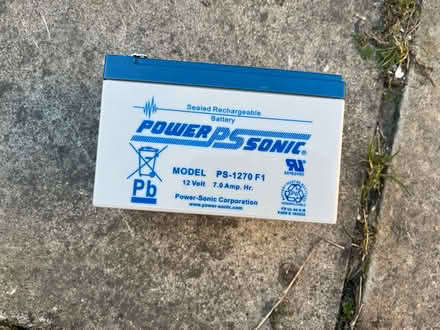 Sealed Rechargeable
Battery
POWER PS SONIC®
MODEL PS-1270 F1
12 Volt 7.0 Amp. Hr.
Pb
Power-Sonic Corporation
www.power-sonic.com